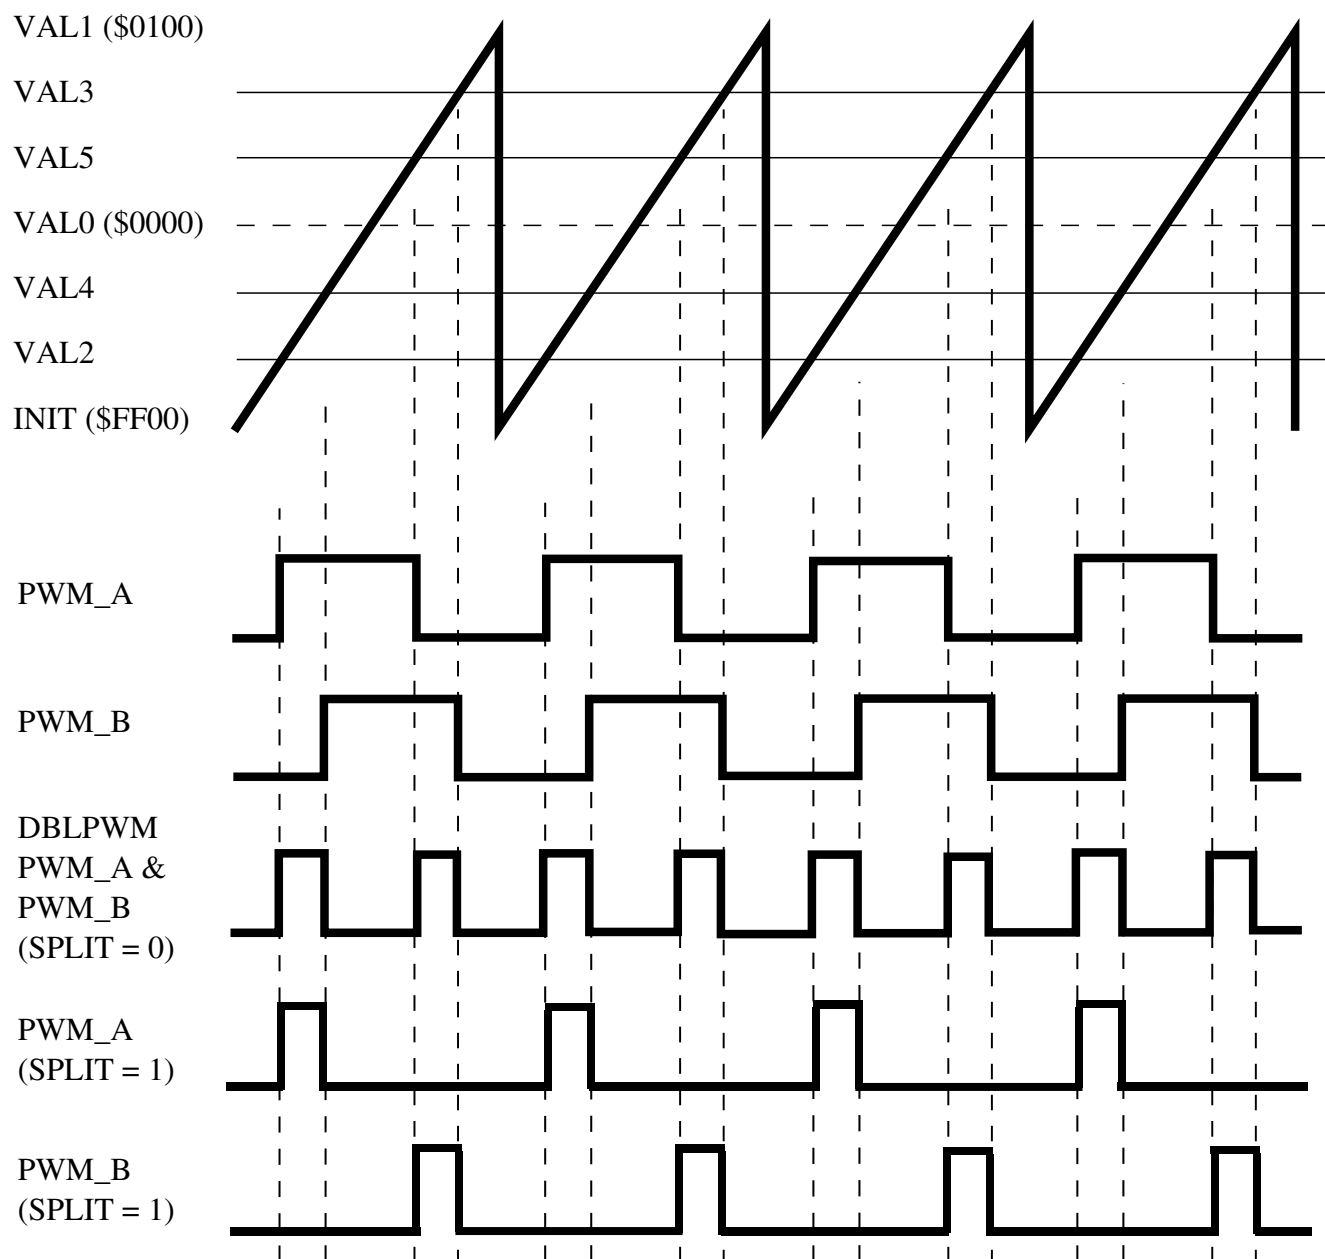 VAL1 ($0100)
VAL3
VAL5
VAL0 ($0000)
VAL4
VAL2
INIT ($FF00)
PWM_A
PWM_B
DBLPWM
PWM_A &
PWM_B
(SPLIT = 0)
PWM_A
(SPLIT = 1)
PWM_B
(SPLIT = 1)